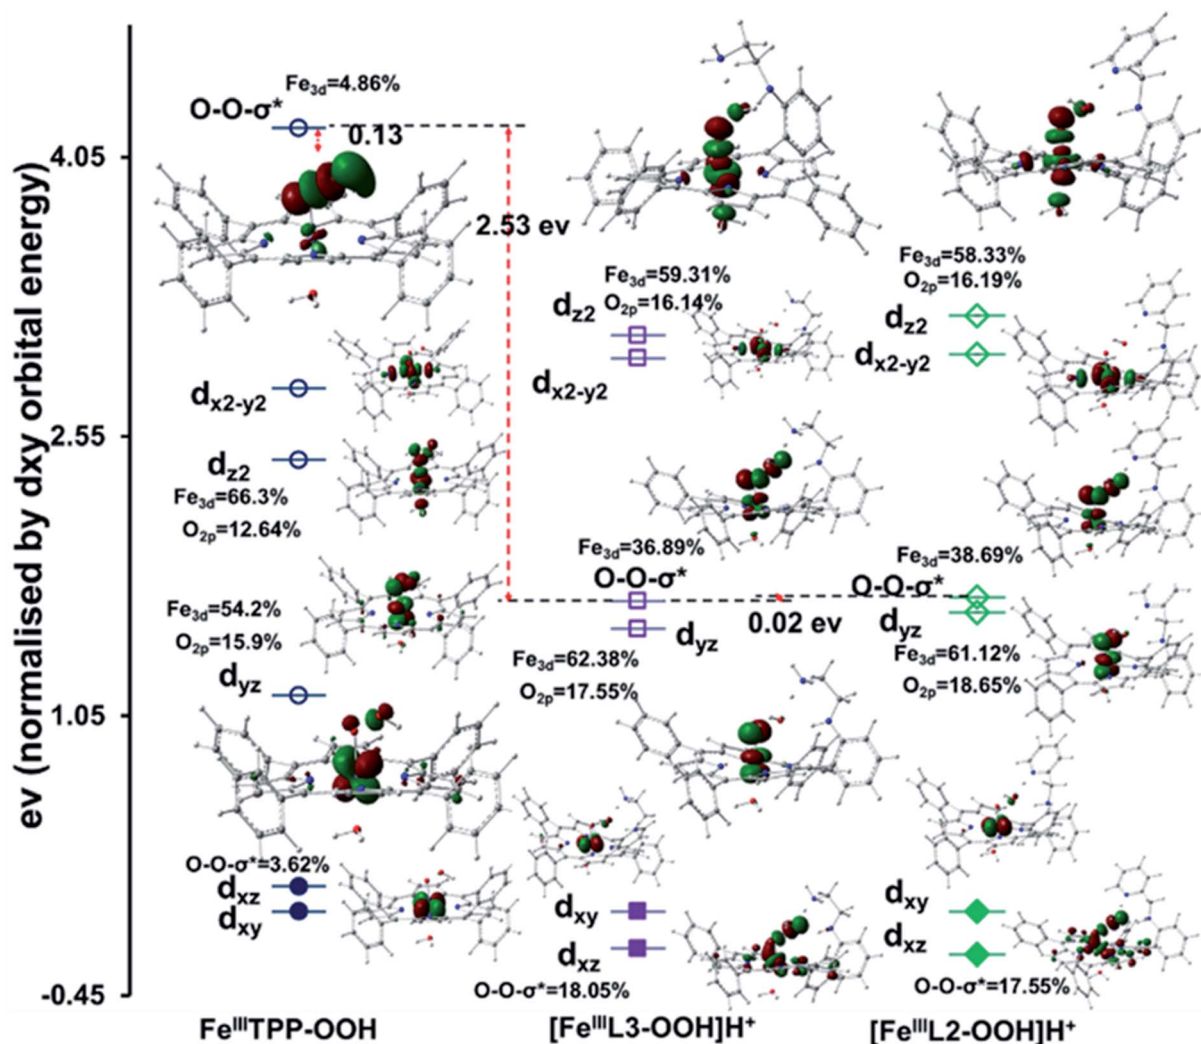 ev (normalised by dxy orbital energy)
4.05
2.55
1.05
-0.45
Fe3d=4.86%
O-O-σ*
0.13
dx2-y2
dz2
Fe3d=66.3%
O2p=12.64%
Fe3d=54.2%
O2p=15.9%
dyz
O-O-σ*=3.62%
dxz
dxy
FeIIITPP-OOH
2.53 ev
Fe3d=59.31%
O2p=16.14%
dz2
dx2-y2
Fe3d=36.89%
O-O-σ*
dyz
0.02 ev
Fe3d=62.38%
O2p=17.55%
dxy
dxz
O-O-σ*=18.05%
[FeIIIL3-OOH]H+
Fe3d=58.33%
O2p=16.19%
dz2
dx2-y2
Fe3d=38.69%
O-O-σ*
dyz
Fe3d=61.12%
O2p=18.65%
dxy
dxz
O-O-σ*=17.55%
[FeIIIL2-OOH]H+